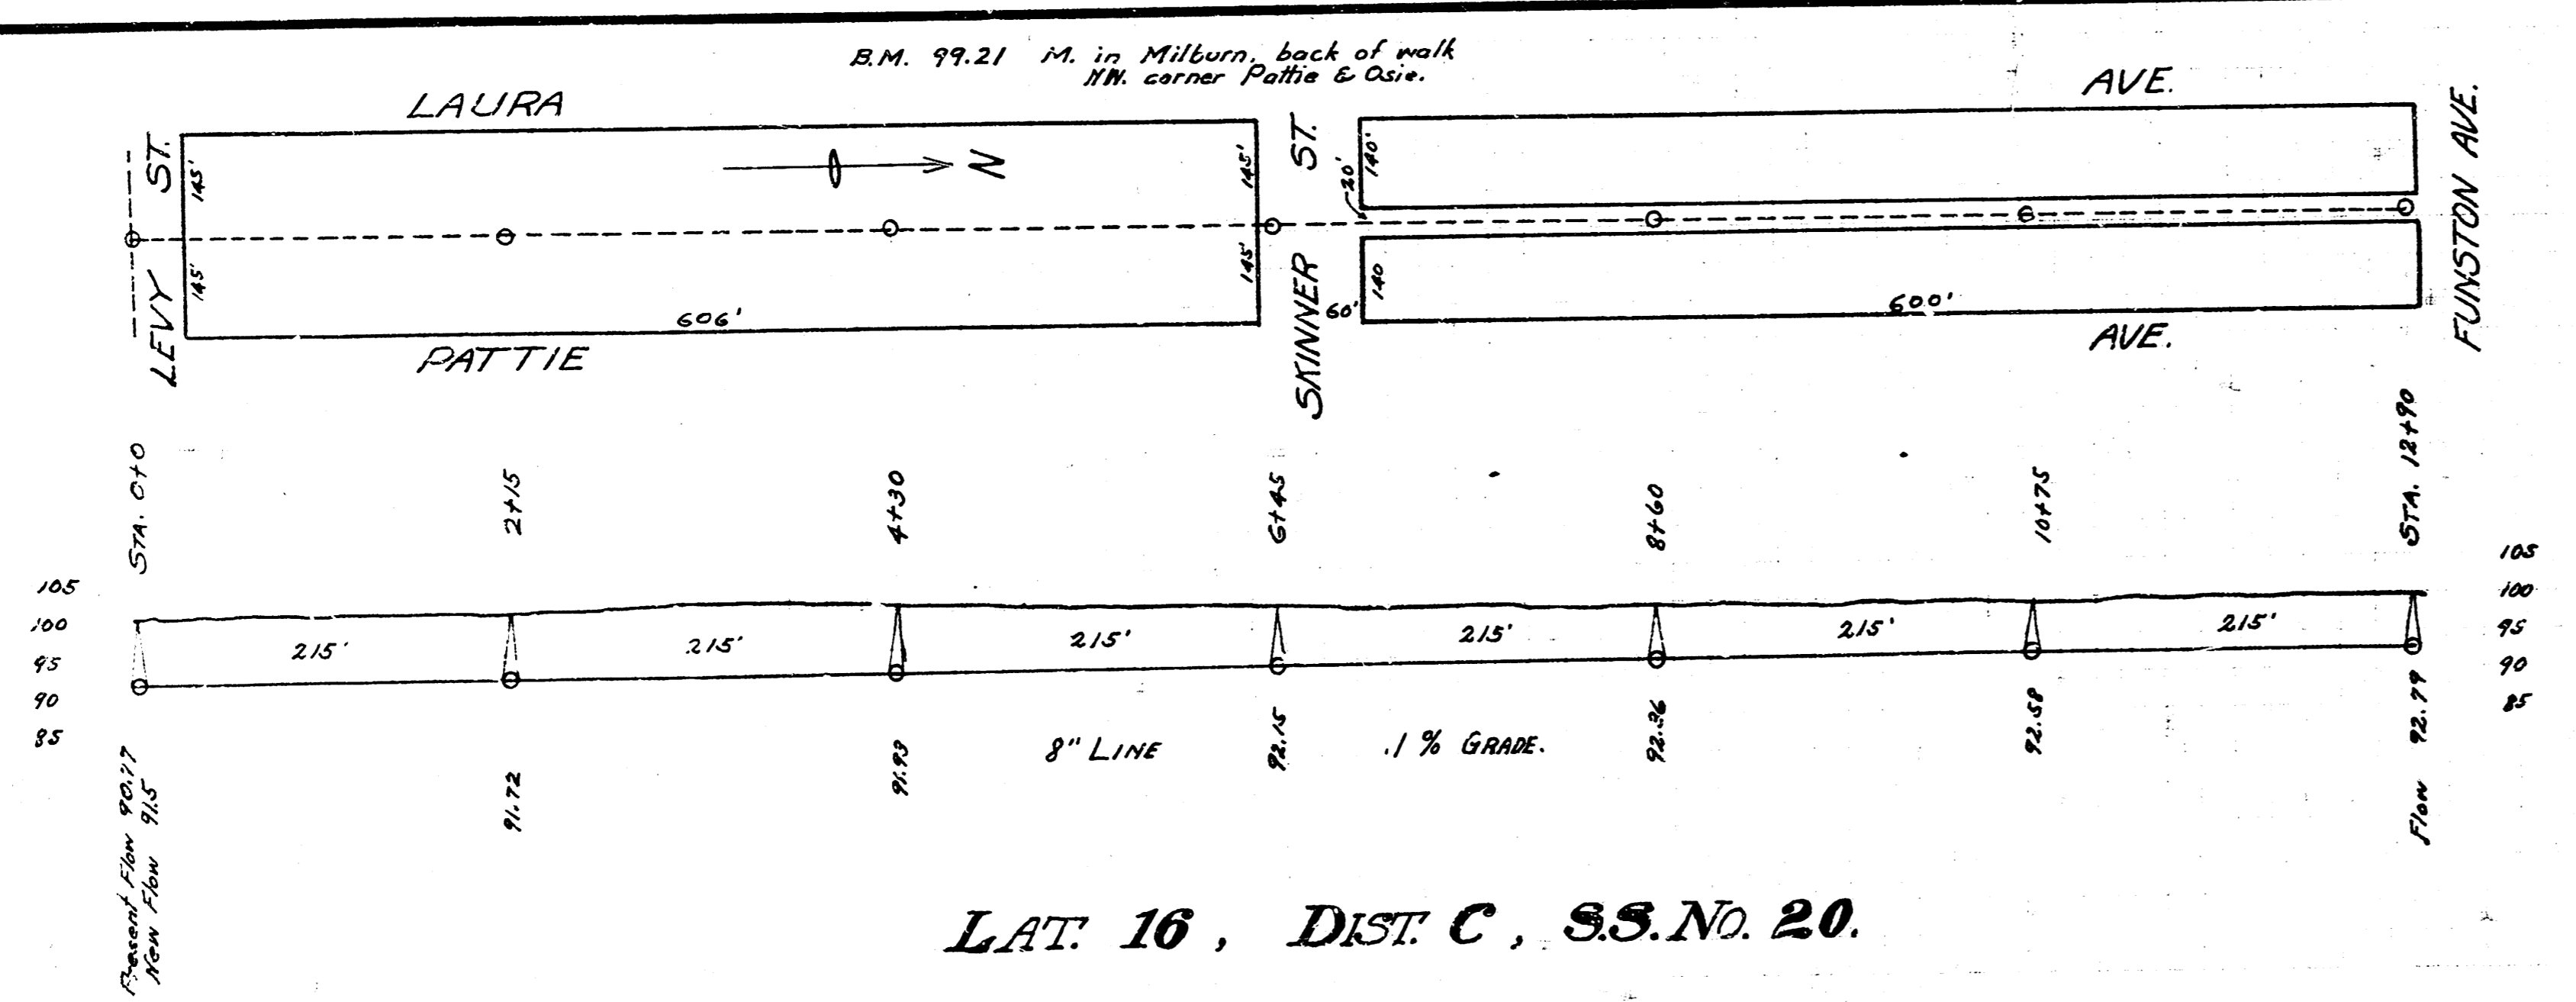 B.M. 99.21 M. in Milburn, back of walk
NW. corner Pattie & Osie.
LAURA
AVE.
LEVY ST.
145'
145'
N
145'
145'
606'
PATTIE
SKINNER ST.
20'
140'
140
60'
600'
AVE.
FUNSTON AVE.
STA. 0+0
2+15
4+30
6+45
8+60
10+75
STA. 12+90
105
100
95
90
85
215'
215'
215'
215'
215'
215'
105
100
95
90
85
Present Flow 90.77
New Flow 91.5
91.72
91.93
8" LINE
92.15
.1 % GRADE.
92.36
92.58
Flow 92.79
LAT. 16, DIST. C, S.S. NO. 20.